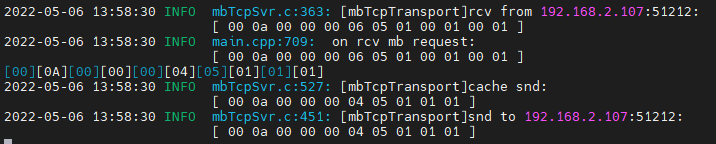 2022-05-06 13:58:30 INFO  mbTcpSvr.c:363: [mbTcpTransport]rcv from 192.168.2.107:51212:
[ 00 0a 00 00 00 06 05 01 00 01 00 01 ]
2022-05-06 13:58:30 INFO  main.cpp:709:  on rcv mb request:
[ 00 0a 00 00 00 06 05 01 00 01 00 01 ]
[00][0A][00][00][00][04][05][01][01][01]
2022-05-06 13:58:30 INFO  mbTcpSvr.c:527: [mbTcpTransport]cache snd:
[ 00 0a 00 00 00 04 05 01 01 01 ]
2022-05-06 13:58:30 INFO  mbTcpSvr.c:451: [mbTcpTransport]snd to 192.168.2.107:51212:
[ 00 0a 00 00 00 04 05 01 01 01 ]